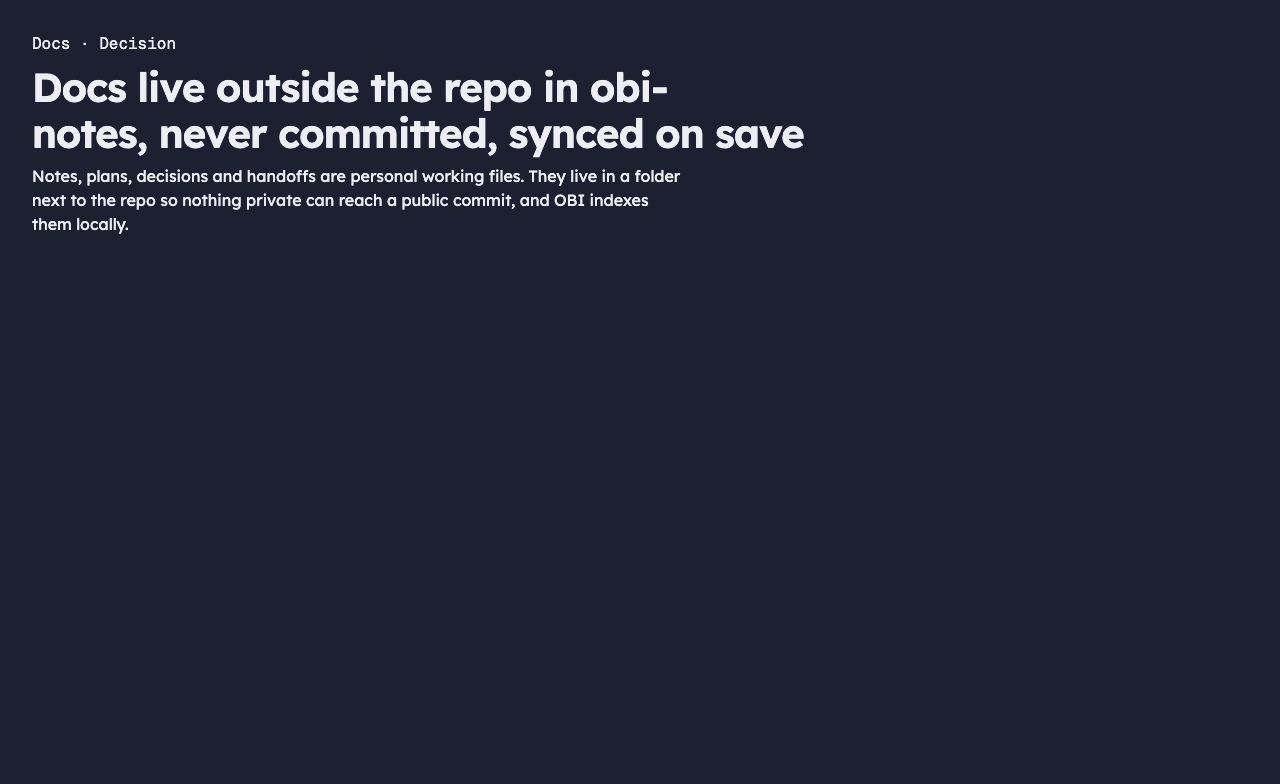 Docs · Decision
Docs live outside the repo in obi-
notes, never committed, synced on save
Notes, plans, decisions and handoffs are personal working files. They live in a folder
next to the repo so nothing private can reach a public commit, and OBI indexes
them locally.